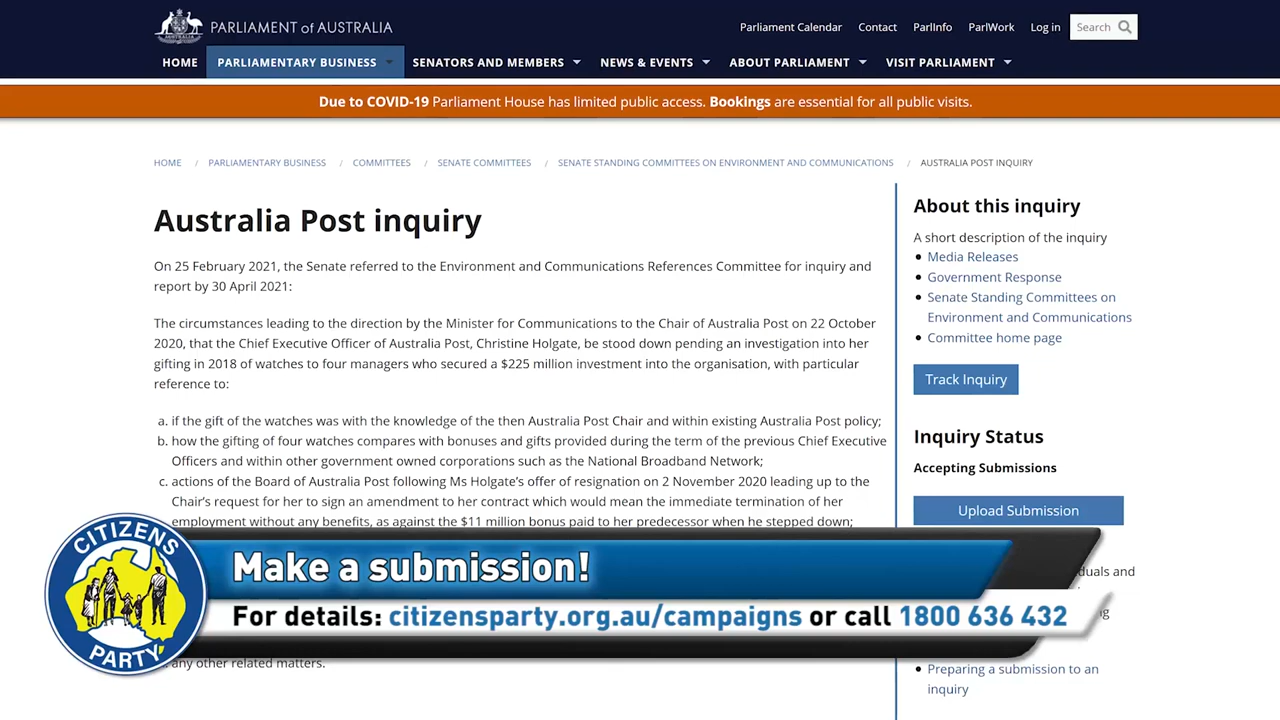 PARLIAMENT of AUSTRALIA
Parliament Calendar Contact ParlInfo ParlWork Log in Search
HOME PARLIAMENTARY BUSINESS SENATORS AND MEMBERS NEWS & EVENTS ABOUT PARLIAMENT VISIT PARLIAMENT
Due to COVID-19 Parliament House has limited public access. Bookings are essential for all public visits.
HOME / PARLIAMENTARY BUSINESS / COMMITTEES / SENATE COMMITTEES / SENATE STANDING COMMITTEES ON ENVIRONMENT AND COMMUNICATIONS / AUSTRALIA POST INQUIRY
Australia Post inquiry
On 25 February 2021, the Senate referred to the Environment and Communications References Committee for inquiry and
report by 30 April 2021:
The circumstances leading to the direction by the Minister for Communications to the Chair of Australia Post on 22 October
2020, that the Chief Executive Officer of Australia Post, Christine Holgate, be stood down pending an investigation into her
gifting in 2018 of watches to four managers who secured a $225 million investment into the organisation, with particular
reference to:
a. if the gift of the watches was with the knowledge of the then Australia Post Chair and within existing Australia Post policy;
b. how the gifting of four watches compares with bonuses and gifts provided during the term of the previous Chief Executive
Officers and within other government owned corporations such as the National Broadband Network;
c. actions of the Board of Australia Post following Ms Holgate's offer of resignation on 2 November 2020 leading up to the
Chair's request for her to sign an amendment to her contract which would mean the immediate termination of her
employment without any benefits, as against the $11 million bonus paid to her predecessor when he stepped down;
any other related matters.
About this inquiry
A short description of the inquiry
Media Releases
Government Response
Senate Standing Committees on
Environment and Communications
Committee home page
Track Inquiry
Inquiry Status
Accepting Submissions
Upload Submission
and
Preparing a submission to an
inquiry
CITIZENS
PARTY
Make a submission!
For details: citizensparty.org.au/campaigns or call 1800 636 432